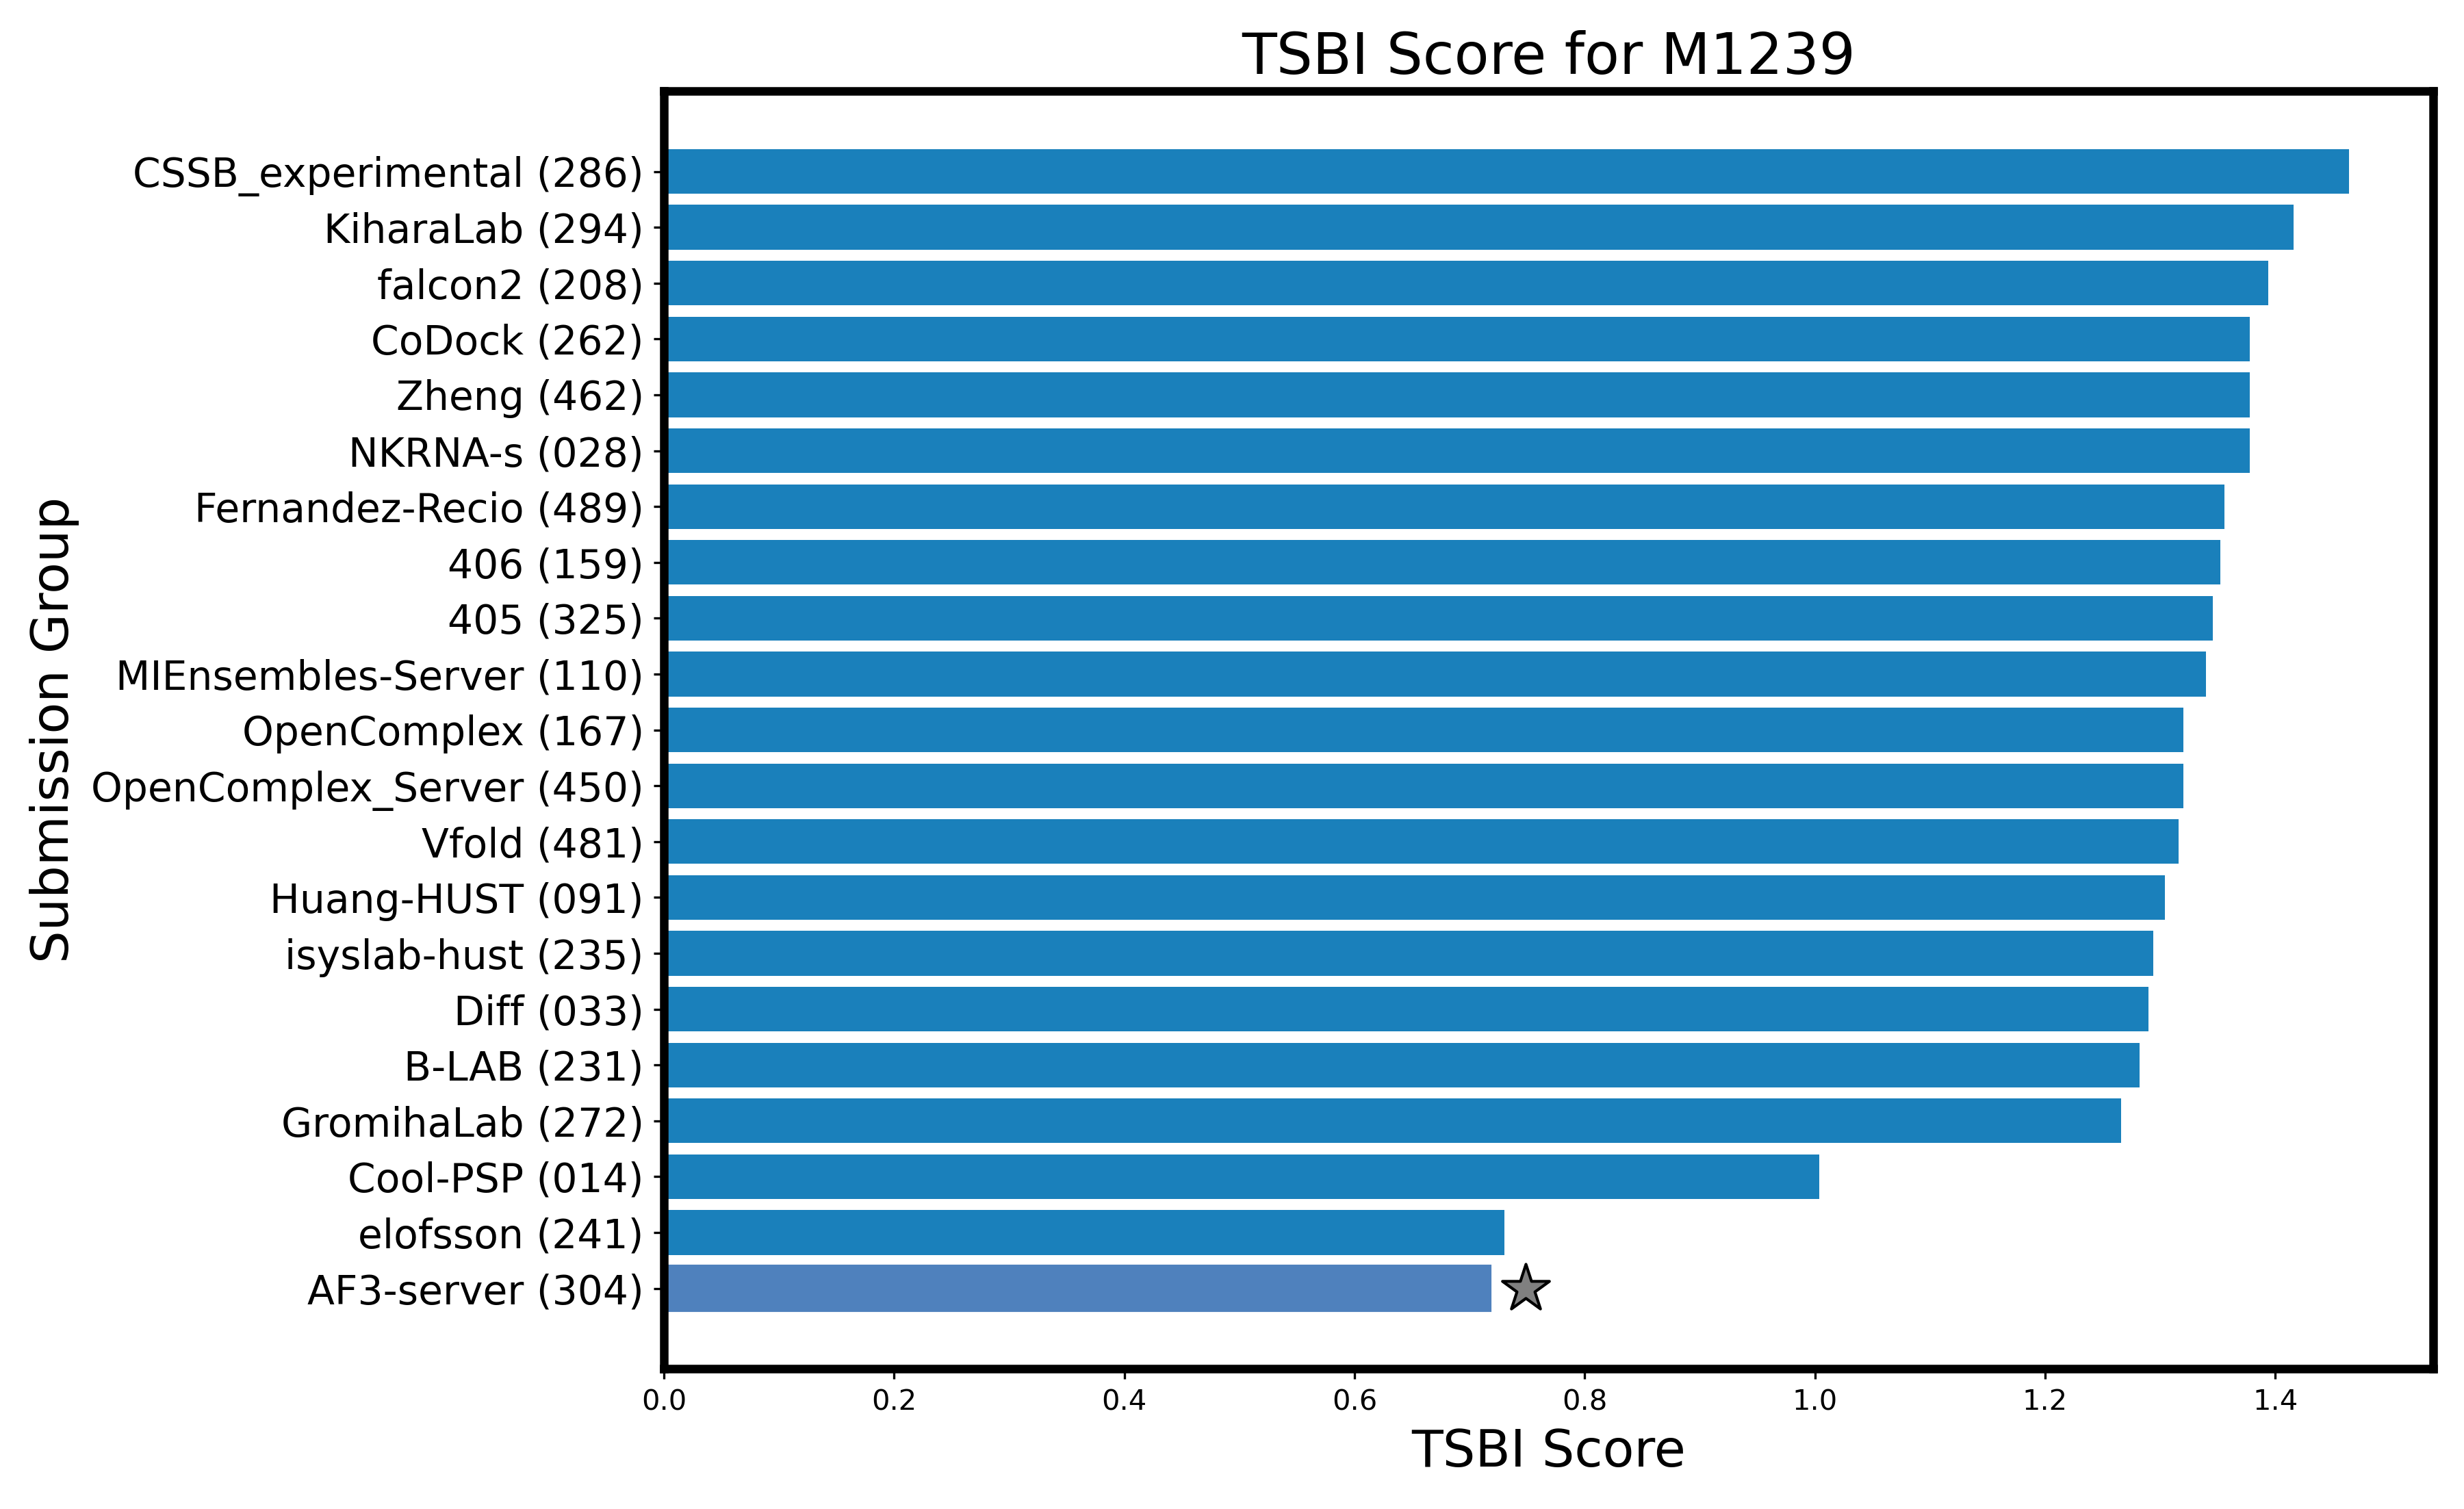 TSBI Score for M1239
Submission Group
CSSB_experimental (286)
KiharaLab (294)
falcon2 (208)
CoDock (262)
Zheng (462)
NKRNA-s (028)
Fernandez-Recio (489)
406 (159)
405 (325)
MIEnsembles-Server (110)
OpenComplex (167)
OpenComplex_Server (450)
Vfold (481)
Huang-HUST (091)
isyslab-hust (235)
Diff (033)
B-LAB (231)
GromihaLab (272)
Cool-PSP (014)
elofsson (241)
AF3-server (304)
0.0 0.2 0.4 0.6 0.8 1.0 1.2 1.4
TSBI Score